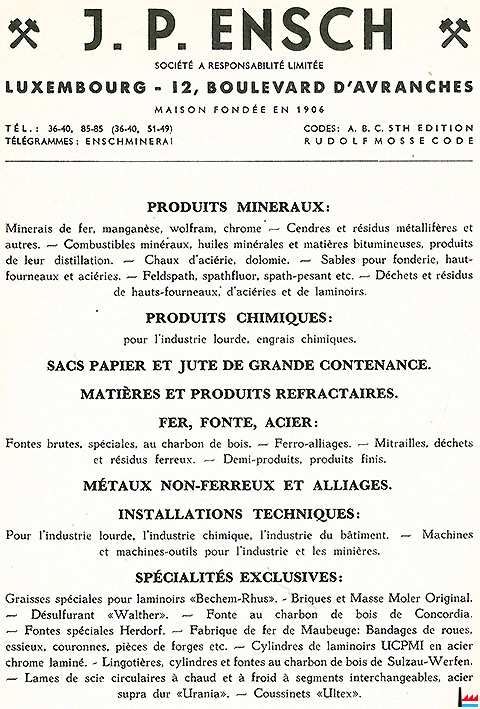 J. P. ENSCH
SOCIÉTÉ A RESPONSABILITÉ LIMITÉE
LUXEMBOURG - 12, BOULEVARD D'AVRANCHES
MAISON FONDÉE EN 1906
TÉL.: 36-40, 85-85 (36-40, 51-49)
TÉLÉGRAMMES: ENSCHMINERAI
CODES: A. B. C. 5TH EDITION
RUDOLF MOSSE CODE
PRODUITS MINERAUX:
Minerais de fer, manganèse, wolfram, chrome — Cendres et résidus métallifères et
autres. — Combustibles minéraux, huiles minérales et matières bitumineuses, produits
de leur distillation. — Chaux d'aciérie, dolomie. — Sables pour fonderie, haut-
fourneaux et aciéries. — Feldspath, spathfluor, spath-pesant etc. — Déchets et résidus
de hauts-fourneaux, d'aciéries et de laminoirs.
PRODUITS CHIMIQUES:
pour l'industrie lourde, engrais chimiques.
SACS PAPIER ET JUTE DE GRANDE CONTENANCE.
MATIÈRES ET PRODUITS REFRACTAIRES.
FER, FONTE, ACIER:
Fontes brutes, spéciales, au charbon de bois. — Ferro-alliages. — Mitrailles, déchets
et résidus ferreux. — Demi-produits, produits finis.
MÉTAUX NON-FERREUX ET ALLIAGES.
INSTALLATIONS TECHNIQUES:
Pour l'industrie lourde, l'industrie chimique, l'industrie du bâtiment. — Machines
et machines-outils pour l'industrie et les minières.
SPÉCIALITÉS EXCLUSIVES:
Graisses spéciales pour laminoirs «Bechem-Rhus». - Briques et Masse Moler Original.
— Désulfurant «Walther». — Fonte au charbon de bois de Concordia.
— Fontes spéciales Herdorf. — Fabrique de fer de Maubeuge: Bandages de roues,
essieux, couronnes, pièces de forges etc. — Cylindres de laminoirs UCPMI en acier
chrome laminé. - Lingotières, cylindres et fontes au charbon de bois de Sulzau-Werfen.
— Lames de scie circulaires à chaud et à froid à segments interchangeables, acier
supra dur «Urania». — Coussinets «Ultex».